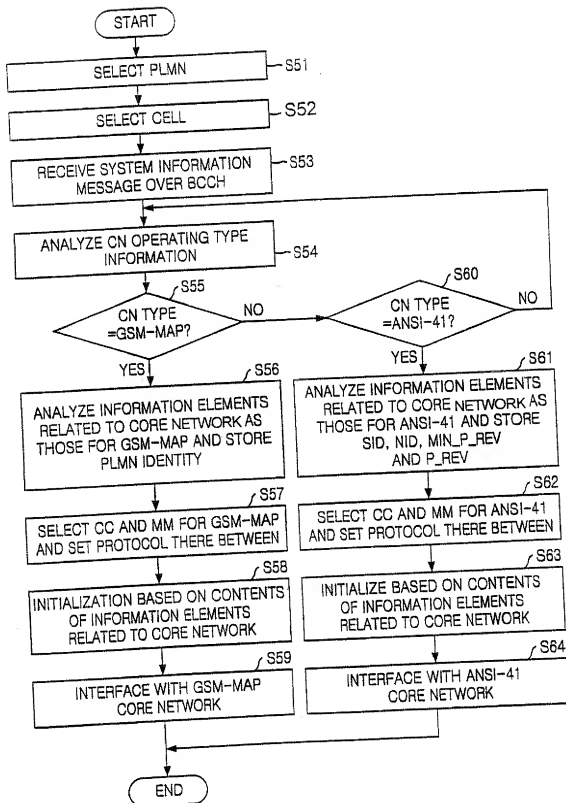 START
SELECT PLMN
S51
SELECT CELL
S52
RECEIVE SYSTEM INFORMATION
MESSAGE OVER BCCH
S53
ANALYZE CN OPERATING TYPE
INFORMATION
S54
S55
CN TYPE
=GSM-MAP?
NO
YES
S60
CN TYPE
=ANSI-41?
NO
YES
S56
ANALYZE INFORMATION ELEMENTS
RELATED TO CORE NETWORK AS
THOSE FOR GSM-MAP AND STORE
PLMN IDENTITY
S57
SELECT CC AND MM FOR GSM-MAP
AND SET PROTOCOL THERE BETWEEN
S58
INITIALIZATION BASED ON CONTENTS
OF INFORMATION ELEMENTS
RELATED TO CORE NETWORK
S59
INTERFACE WITH GSM-MAP
CORE NETWORK
S61
ANALYZE INFORMATION ELEMENTS
RELATED TO CORE NETWORK AS
THOSE FOR ANSI-41 AND STORE
SID, NID, MIN_P_REV
AND P_REV
S62
SELECT CC AND MM FOR ANSI-41
AND SET PROTOCOL THERE BETWEEN
S63
INITIALIZE BASED ON CONTENTS
OF INFORMATION ELEMENTS
RELATED TO CORE NETWORK
S64
INTERFACE WITH ANSI-41
CORE NETWORK
END